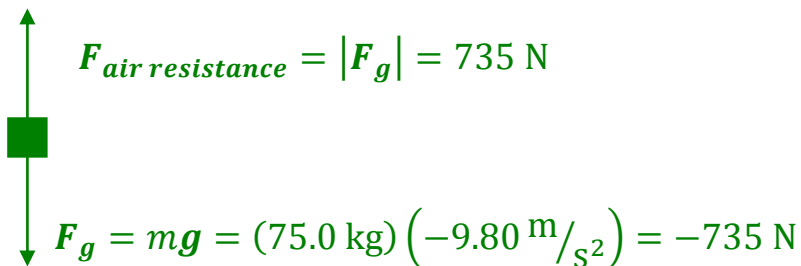 F_air resistance = |F_g| = 735 N
F_g = mg = (75.0 kg) (−9.80 m/s²) = −735 N